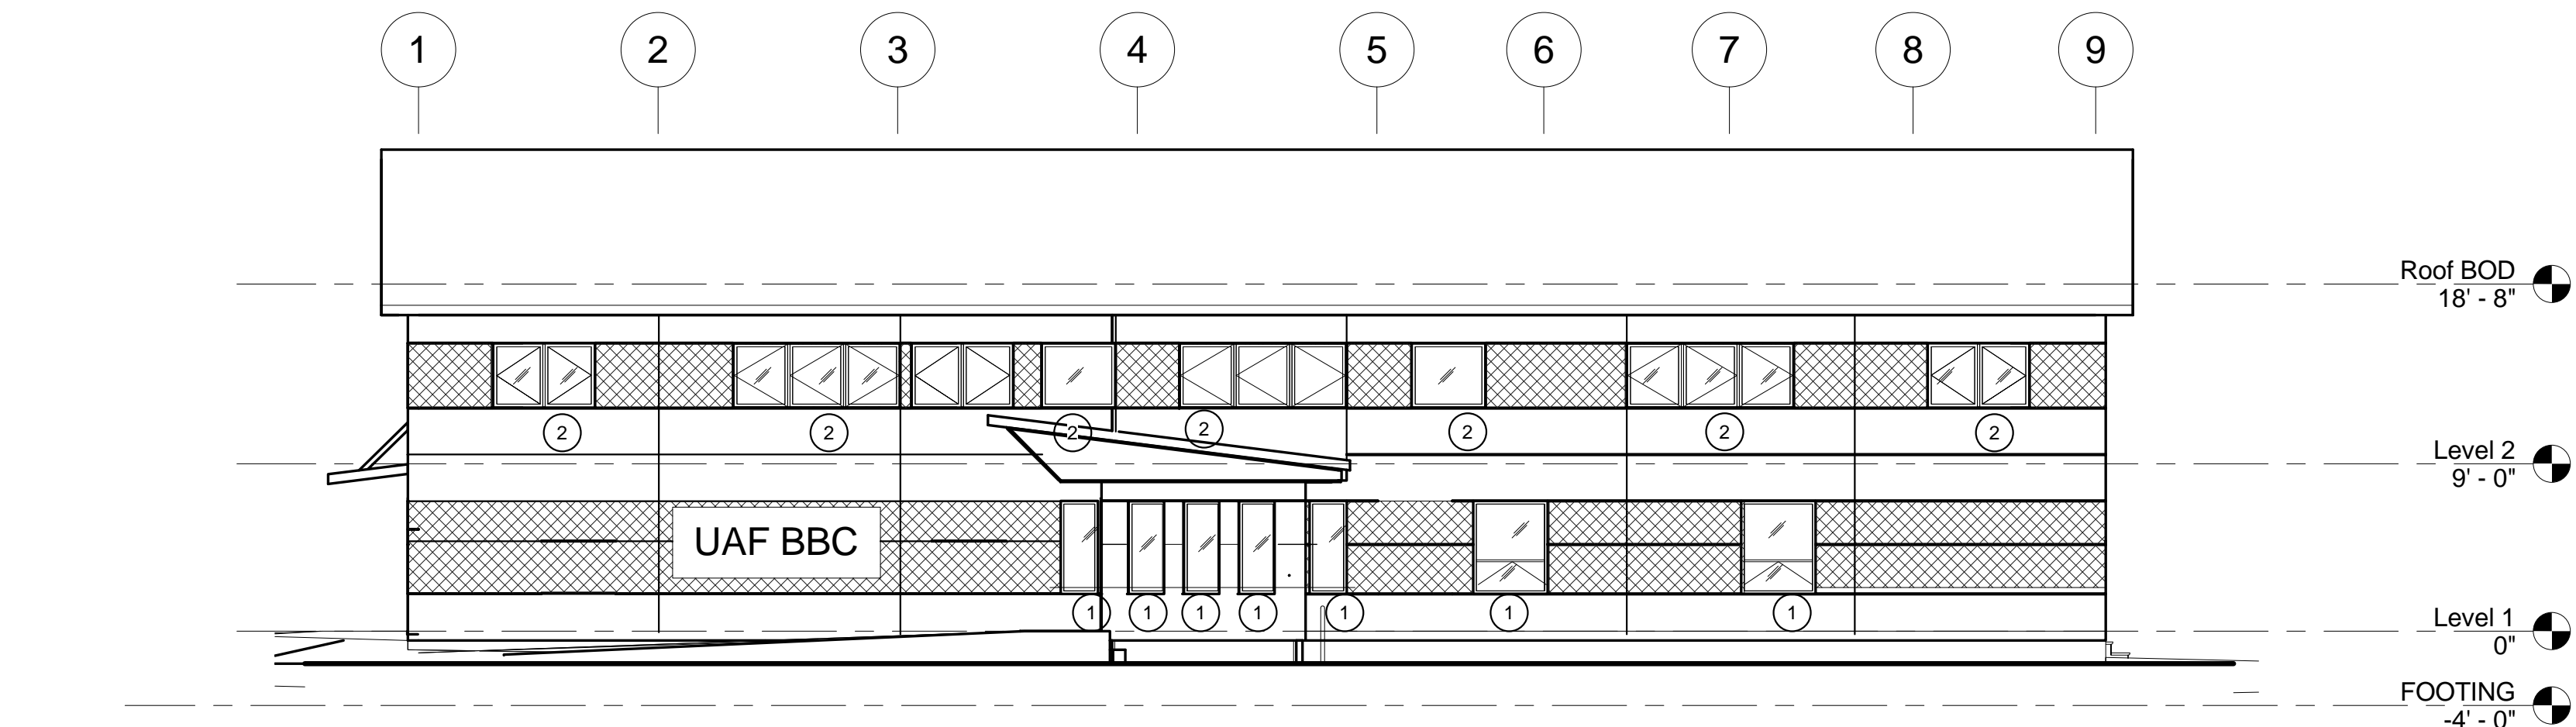 1 2 3 4 5 6 7 8 9
Roof BOD
18' - 8"
2 2 2 2 2 2 2
Level 2
9' - 0"
UAF BBC
1 1 1 1 1 1 1
Level 1
0"
FOOTING
-4' - 0"